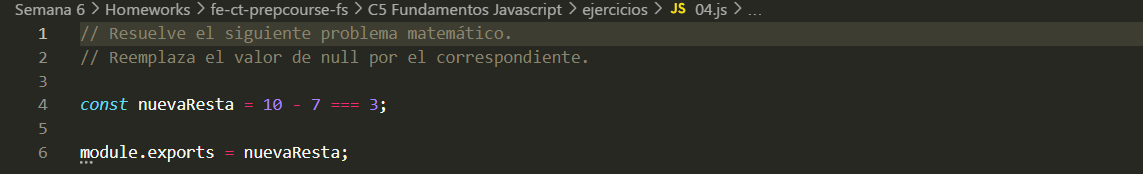 Semana 6 > Homeworks > fe-ct-prepcourse-fs > C5 Fundamentos Javascript > ejercicios > JS 04.js > ...
1 // Resuelve el siguiente problema matemático.
2 // Reemplaza el valor de null por el correspondiente.
3
4 const nuevaResta = 10 - 7 === 3;
5
6 module.exports = nuevaResta;